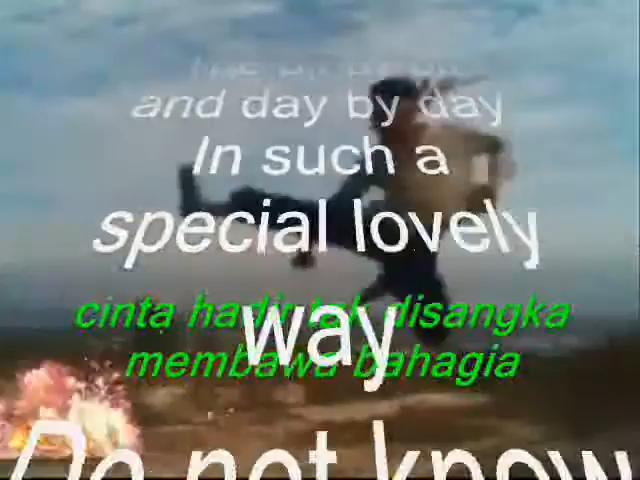 and day by day
In such a
special lovely
cinta hadir tak disangka
way
membawa bahagia
Do not know